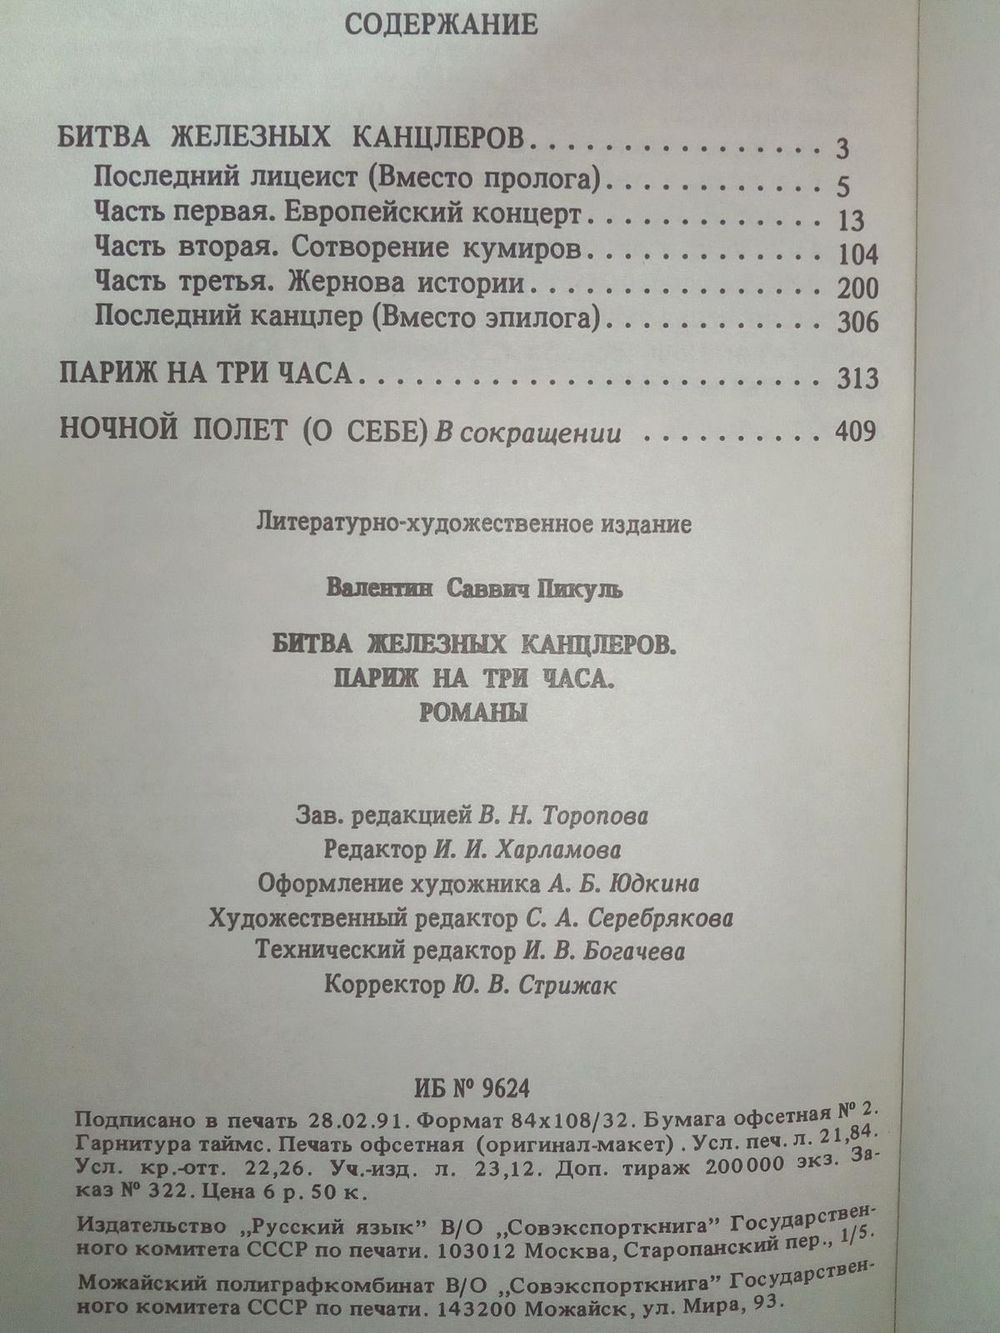 СОДЕРЖАНИЕ
БИТВА ЖЕЛЕЗНЫХ КАНЦЛЕРОВ . . . . . . . . . . . . . . . . 3
Последний лицеист (Вместо пролога) . . . . . . . . . . . . 5
Часть первая. Европейский концерт . . . . . . . . . . . . . 13
Часть вторая. Сотворение кумиров . . . . . . . . . . . . . 104
Часть третья. Жернова истории . . . . . . . . . . . . . . . . 200
Последний канцлер (Вместо эпилога) . . . . . . . . . . . . 306
ПАРИЖ НА ТРИ ЧАСА . . . . . . . . . . . . . . . . . . . . . . . . . 313
НОЧНОЙ ПОЛЕТ (О СЕБЕ) В сокращении . . . . . . . . . . 409
Литературно-художественное издание
Валентин Саввич Пикуль
БИТВА ЖЕЛЕЗНЫХ КАНЦЛЕРОВ.
ПАРИЖ НА ТРИ ЧАСА.
РОМАНЫ
Зав. редакцией В. Н. Торопова
Редактор И. И. Харламова
Оформление художника А. Б. Юдкина
Художественный редактор С. А. Серебрякова
Технический редактор И. В. Богачева
Корректор Ю. В. Стрижак
ИБ № 9624
Подписано в печать 28.02.91. Формат 84х108/32. Бумага офсетная № 2.
Гарнитура таймс. Печать офсетная (оригинал-макет) . Усл. печ. л. 21,84.
Усл. кр.-отт. 22,26. Уч.-изд. л. 23,12. Доп. тираж 200000 экз. За-
каз № 322. Цена 6 р. 50 к.
Издательство „Русский язык” В/О „Совэкспорткнига” Государствен-
ного комитета СССР по печати. 103012 Москва, Старопанский пер., 1/5.
Можайский полиграфкомбинат В/О „Совэкспорткнига” Государствен-
ного комитета СССР по печати. 143200 Можайск, ул. Мира, 93.